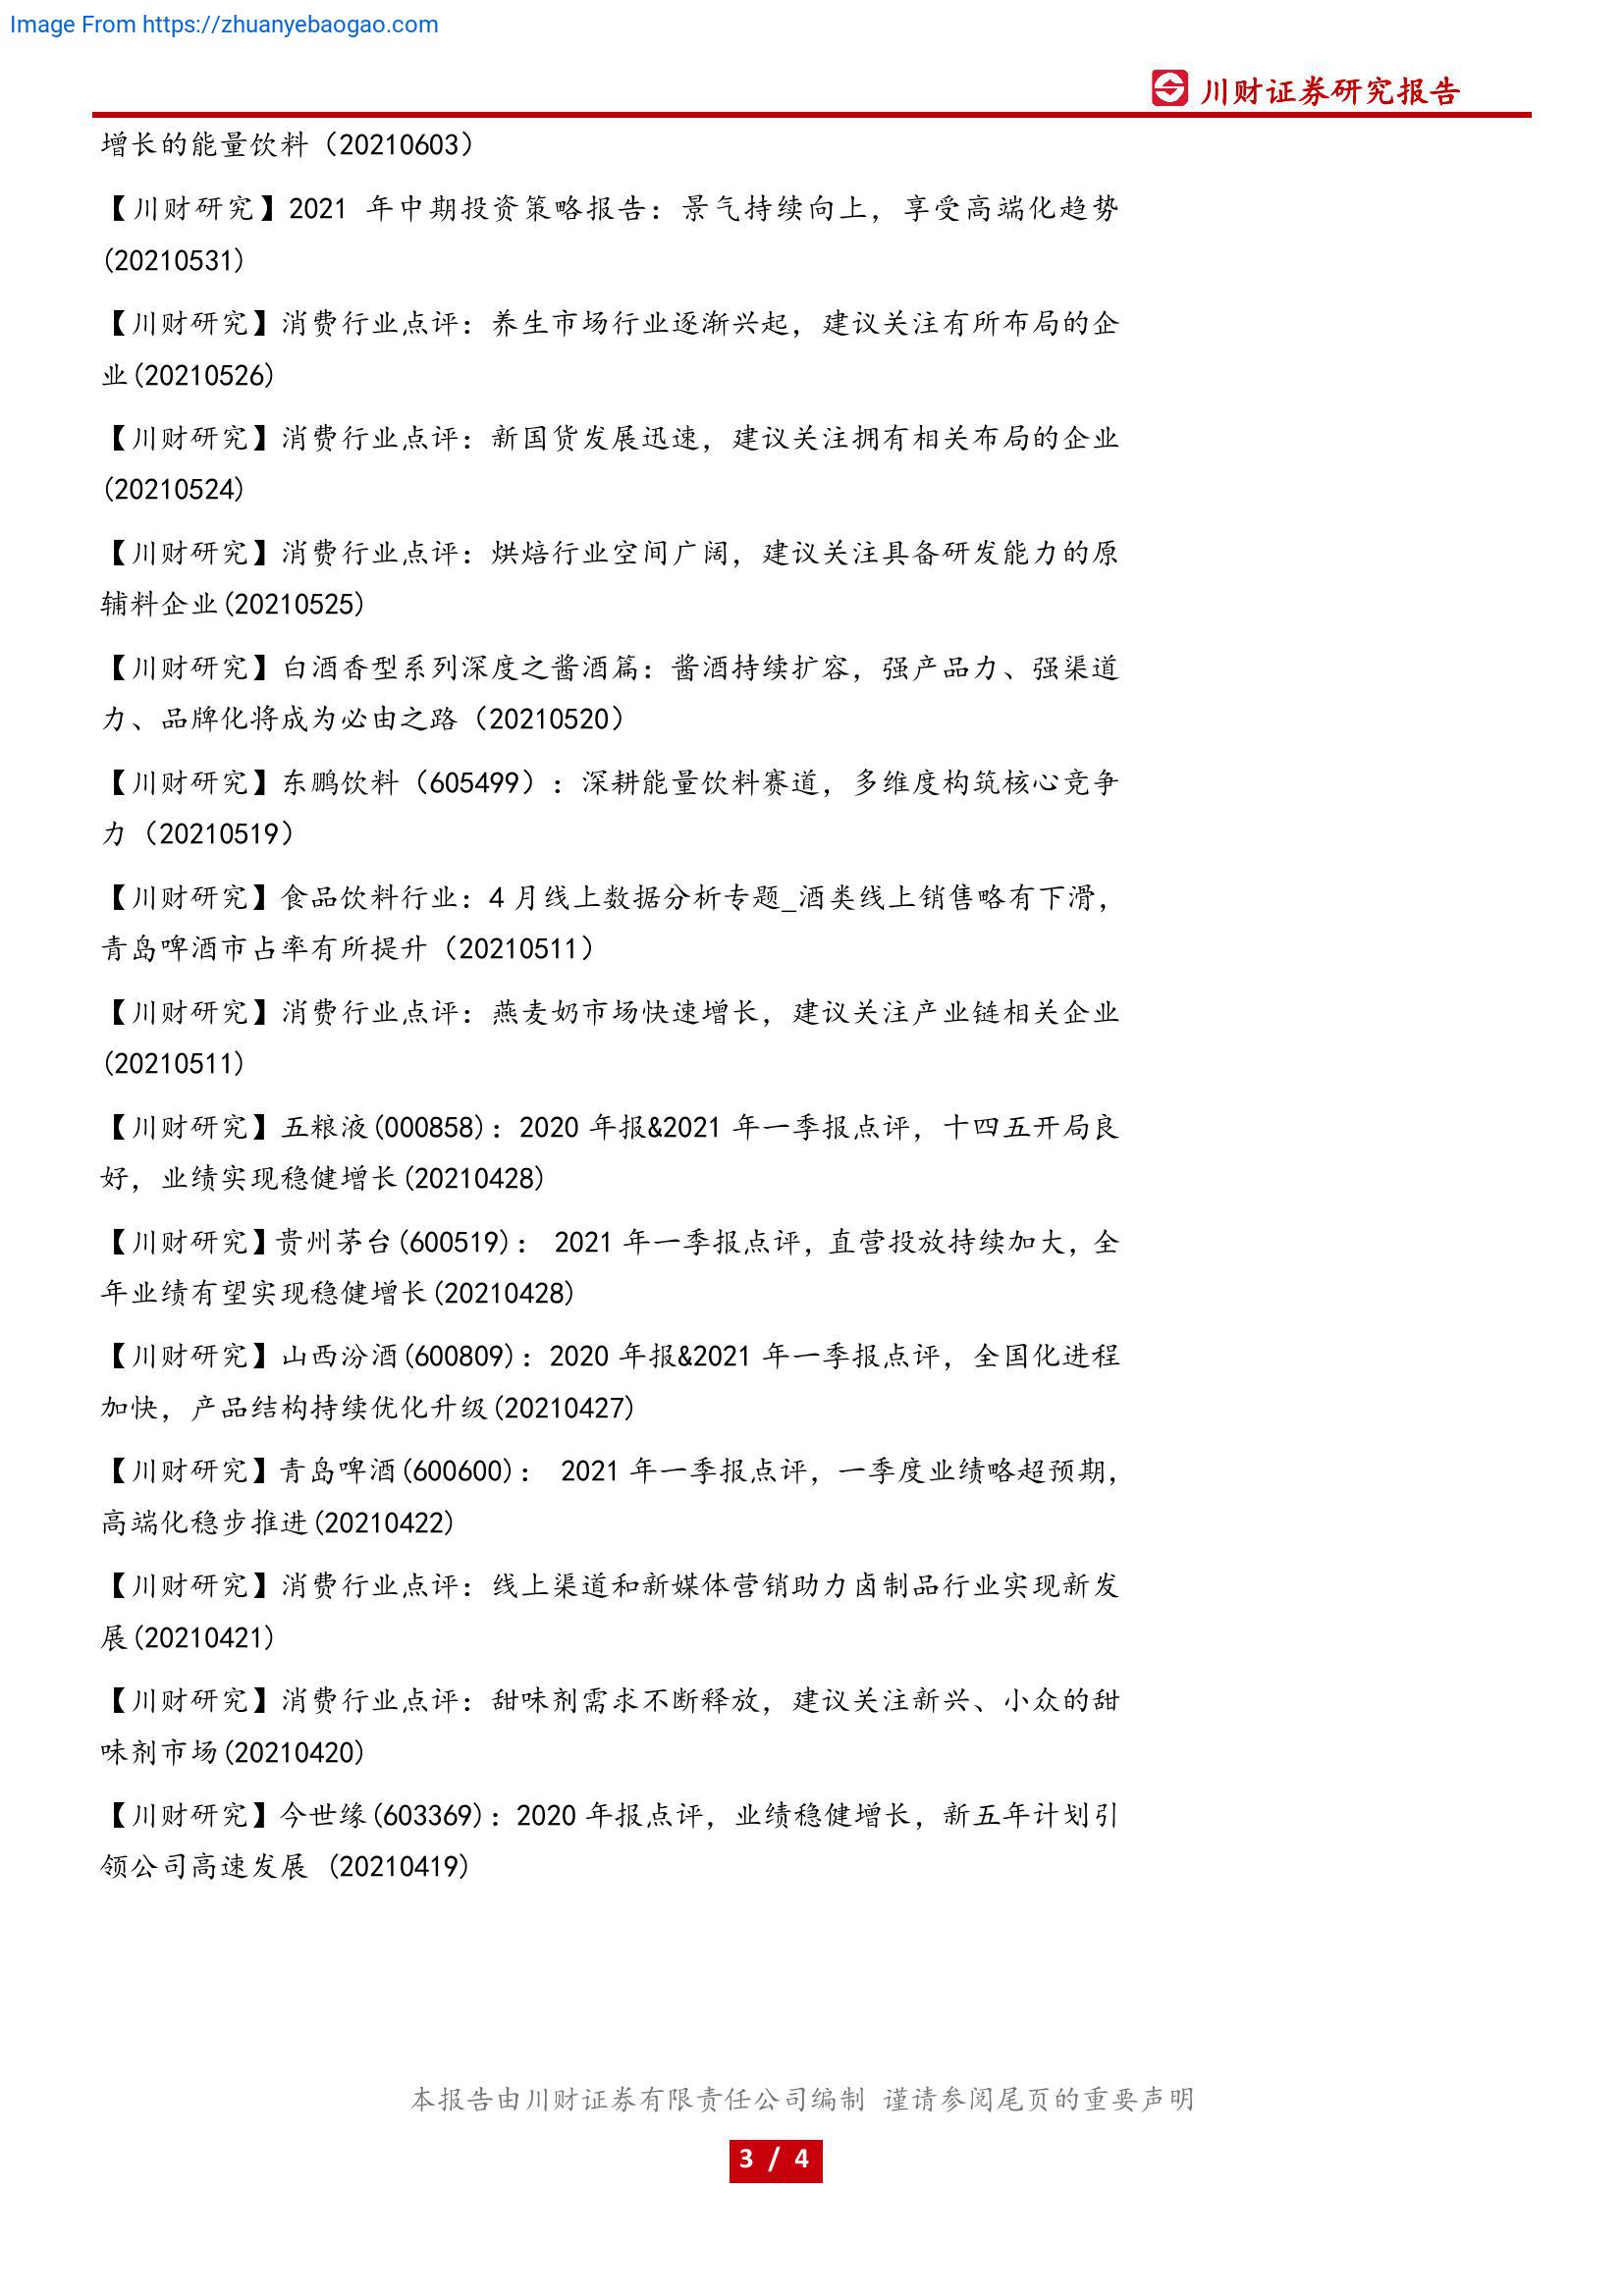 Image From https://zhuanyebaogao.com
川财证券研究报告
增长的能量饮料（20210603）
【川财研究】2021 年中期投资策略报告：景气持续向上，享受高端化趋势
(20210531)
【川财研究】消费行业点评：养生市场行业逐渐兴起，建议关注有所布局的企
业(20210526)
【川财研究】消费行业点评：新国货发展迅速，建议关注拥有相关布局的企业
(20210524)
【川财研究】消费行业点评：烘焙行业空间广阔，建议关注具备研发能力的原
辅料企业(20210525)
【川财研究】白酒香型系列深度之酱酒篇：酱酒持续扩容，强产品力、强渠道
力、品牌化将成为必由之路（20210520）
【川财研究】东鹏饮料（605499）：深耕能量饮料赛道，多维度构筑核心竞争
力（20210519）
【川财研究】食品饮料行业：4 月线上数据分析专题_酒类线上销售略有下滑，
青岛啤酒市占率有所提升（20210511）
【川财研究】消费行业点评：燕麦奶市场快速增长，建议关注产业链相关企业
(20210511)
【川财研究】五粮液(000858)：2020 年报&2021 年一季报点评，十四五开局良
好，业绩实现稳健增长(20210428)
【川财研究】贵州茅台(600519)： 2021 年一季报点评，直营投放持续加大，全
年业绩有望实现稳健增长(20210428)
【川财研究】山西汾酒(600809)：2020 年报&2021 年一季报点评，全国化进程
加快，产品结构持续优化升级(20210427)
【川财研究】青岛啤酒(600600)： 2021 年一季报点评，一季度业绩略超预期，
高端化稳步推进(20210422)
【川财研究】消费行业点评：线上渠道和新媒体营销助力卤制品行业实现新发
展(20210421)
【川财研究】消费行业点评：甜味剂需求不断释放，建议关注新兴、小众的甜
味剂市场(20210420)
【川财研究】今世缘(603369)：2020 年报点评，业绩稳健增长，新五年计划引
领公司高速发展 (20210419)
本报告由川财证券有限责任公司编制 谨请参阅尾页的重要声明
3 / 4